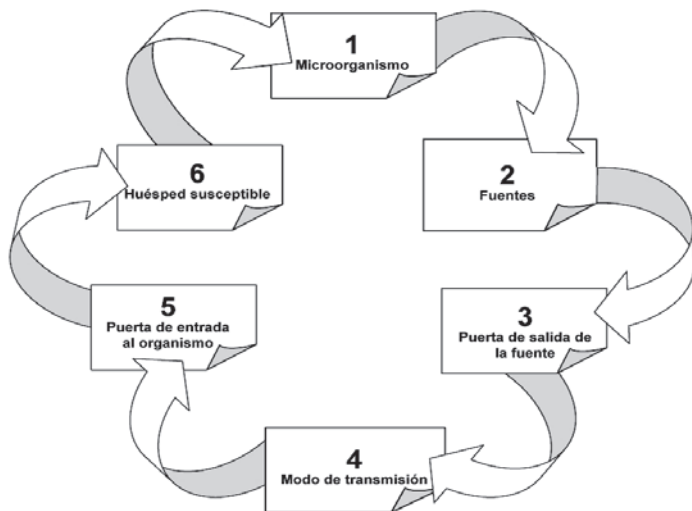 1
Microorganismo
2
Fuentes
3
Puerta de salida de
la fuente
4
Modo de transmisión
5
Puerta de entrada
al organismo
6
Huésped susceptible